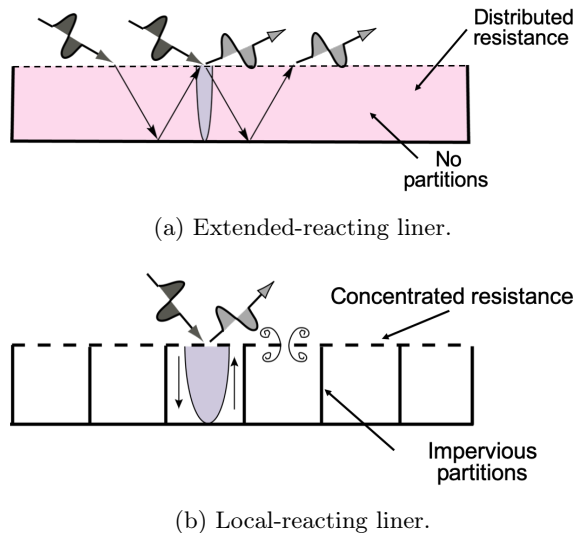 Distributed
resistance
No
partitions
(a) Extended-reacting liner.
Concentrated resistance
Impervious
partitions
(b) Local-reacting liner.